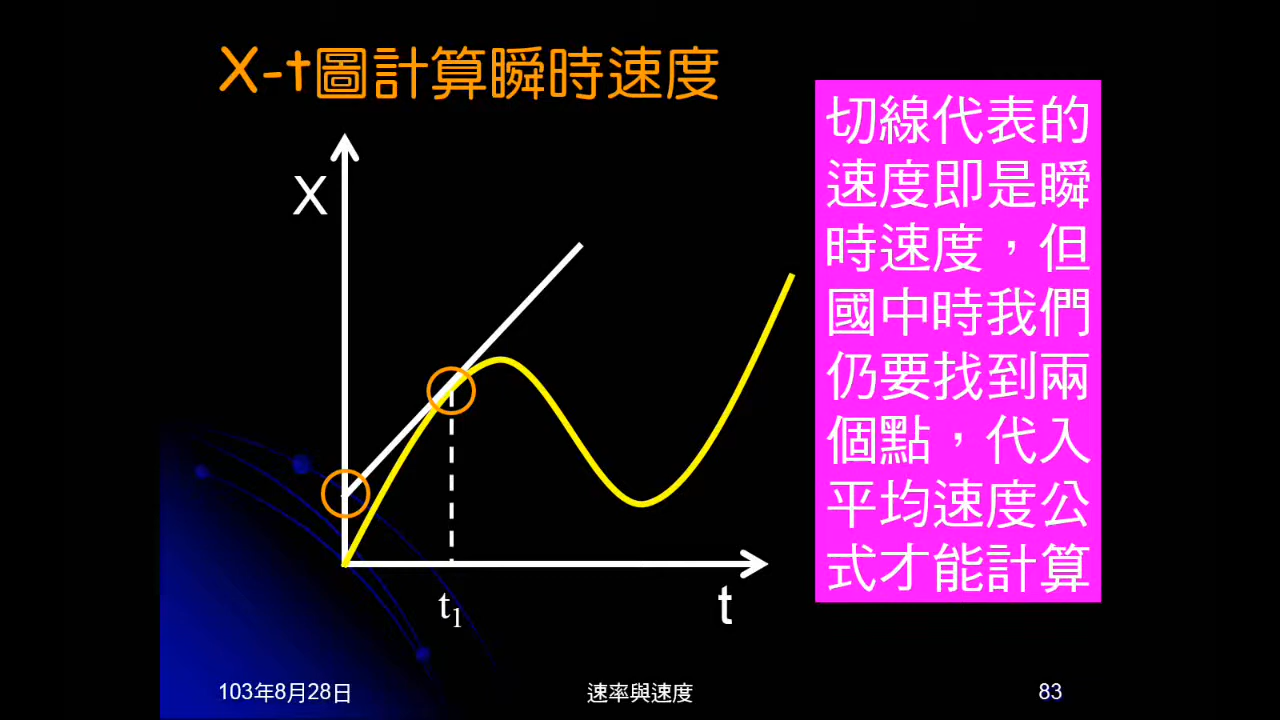 X-t圖計算瞬時速度
X
切線代表的
速度即是瞬
時速度，但
國中時我們
仍要找到兩
個點，代入
平均速度公
式才能計算
t₁
t
103年8月28日
速率與速度
83